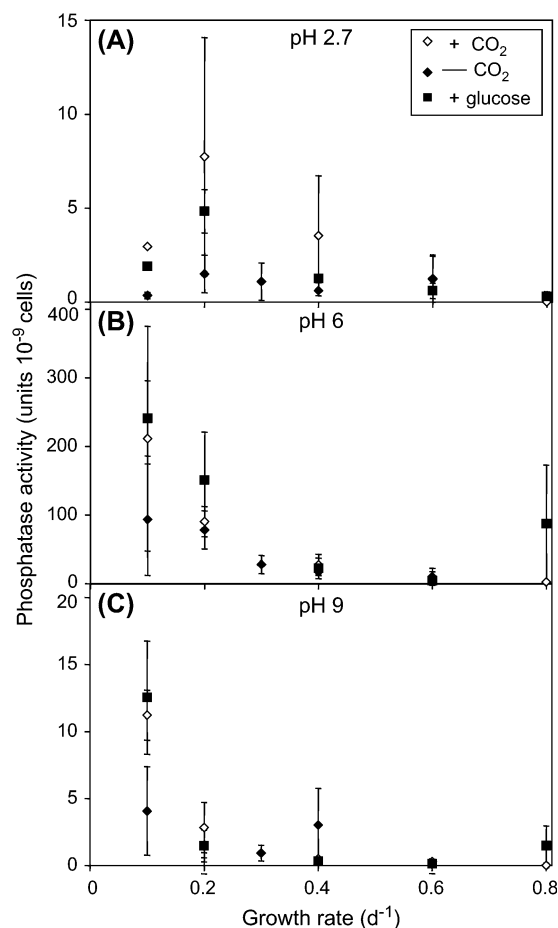 15
(A)
pH 2.7
+ CO2
— CO2
+ glucose
10
5
0
400
(B)
pH 6
300
200
100
0
20
(C)
pH 9
15
10
5
0
0 0.2 0.4 0.6 0.8
Growth rate (d-1)
Phosphatase activity (units 10-9 cells)